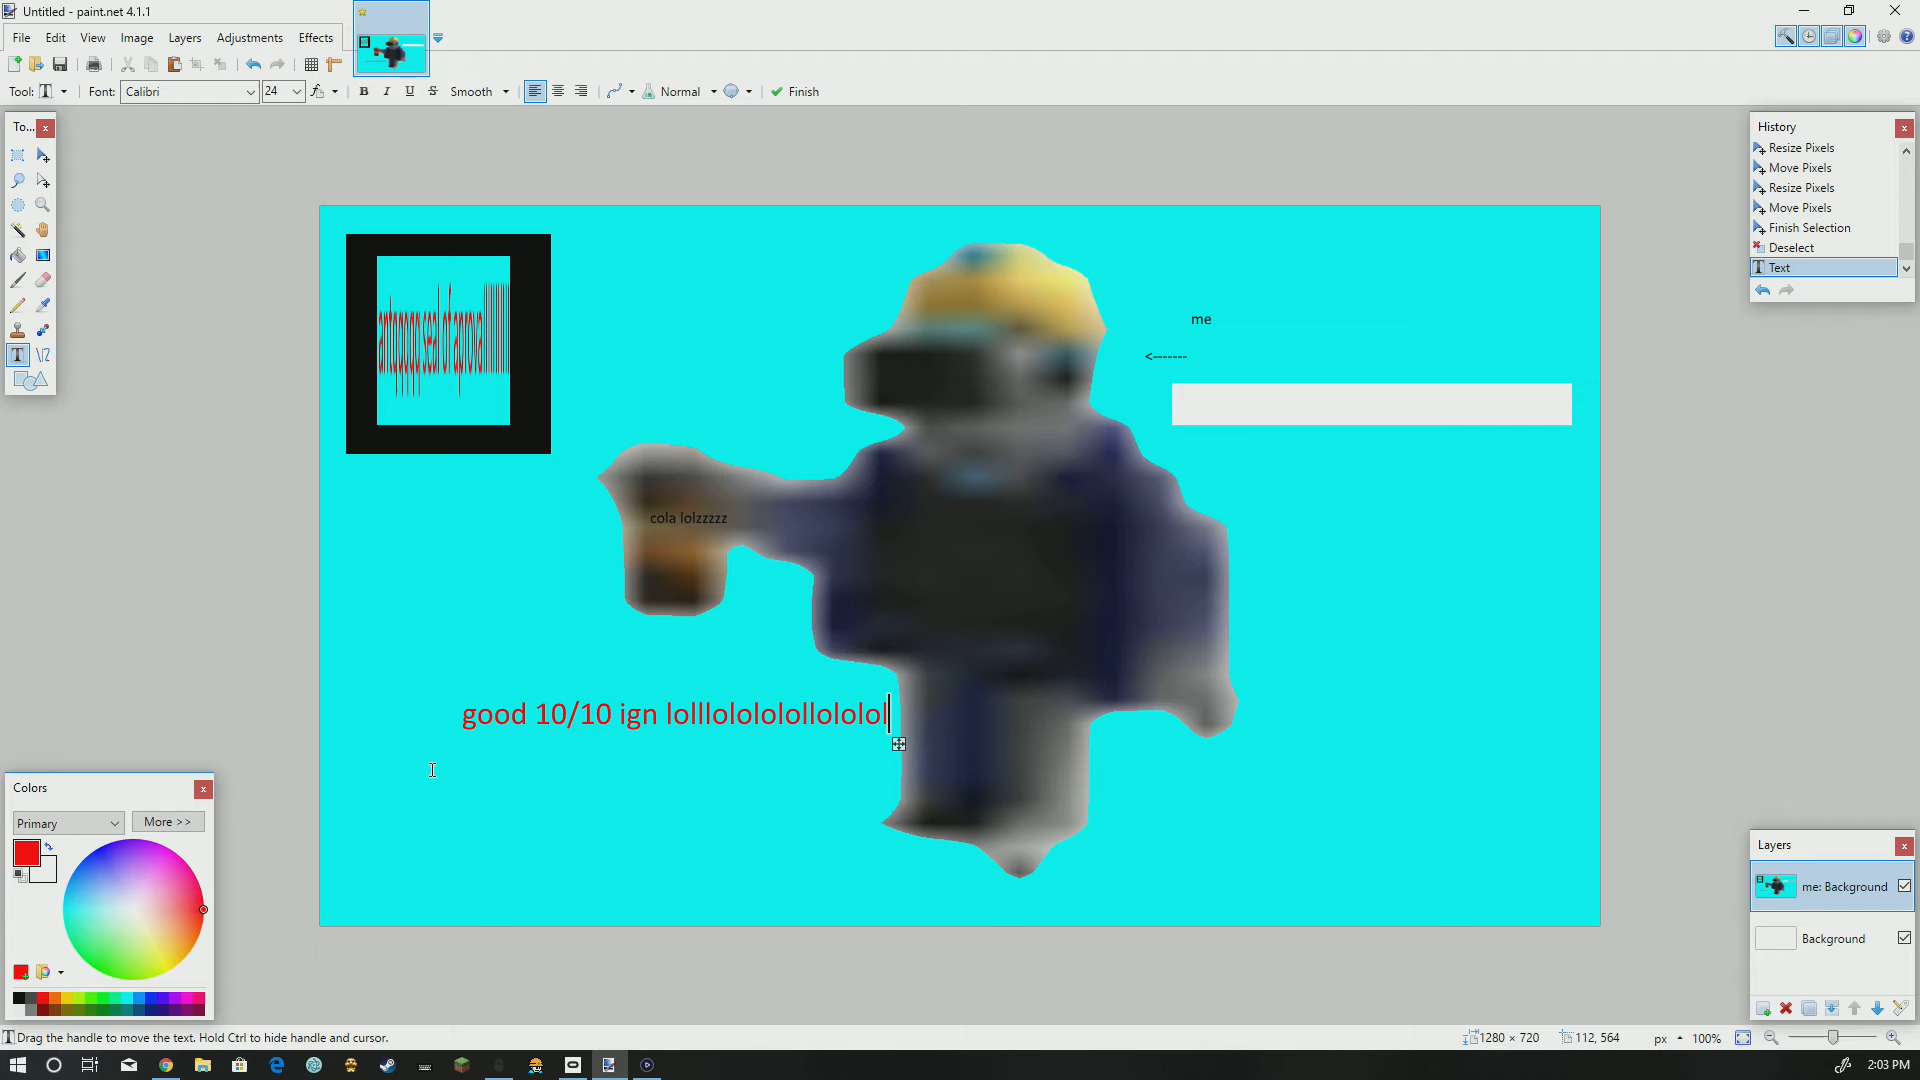 Untitled - paint.net 4.1.1
File Edit View Image Layers Adjustments Effects
Tool: Font: Calibri 24 B I U S Smooth Normal Finish
To...
History
Resize Pixels
Move Pixels
Resize Pixels
Move Pixels
Finish Selection
Deselect
Text
me
<-------
cola lolzzzzz
good 10/10 ign lolllolololollololol
Colors
Primary More >>
Layers
me: Background
Background
Drag the handle to move the text. Hold Ctrl to hide handle and cursor.
1280 × 720 112, 564 px 100%
2:03 PM